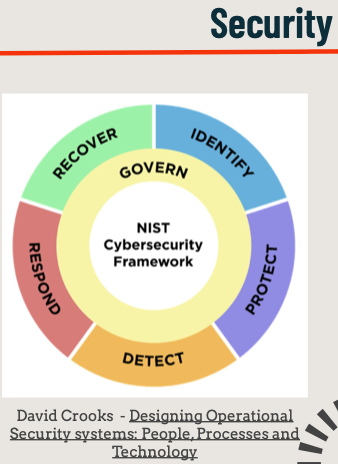 Security
RECOVER
IDENTIFY
GOVERN
NIST
Cybersecurity
Framework
RESPOND
PROTECT
DETECT
David Crooks - Designing Operational
Security systems: People, Processes and
Technology